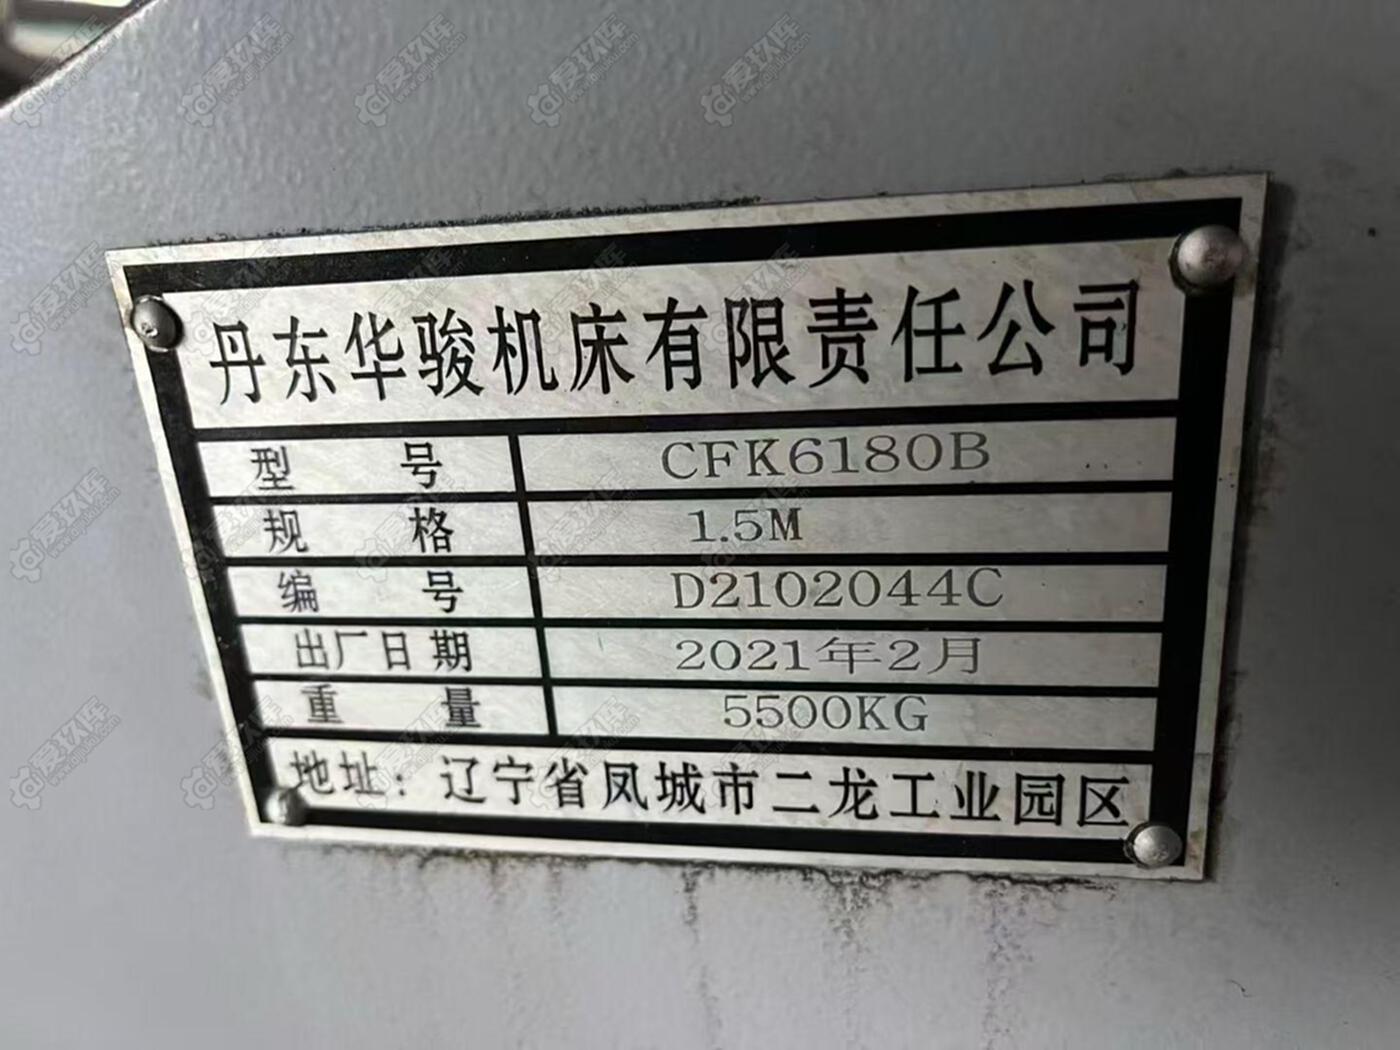 丹东华骏机床有限责任公司
型号 CFK6180B
规格 1.5M
编号 D2102044C
出厂日期 2021年2月
重量 5500KG
地址：辽宁省凤城市二龙工业园区